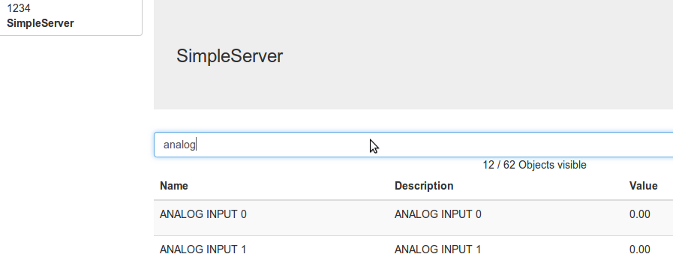 1234
SimpleServer
SimpleServer
analog
12 / 62 Objects visible
Name Description Value
ANALOG INPUT 0 ANALOG INPUT 0 0.00
ANALOG INPUT 1 ANALOG INPUT 1 0.00